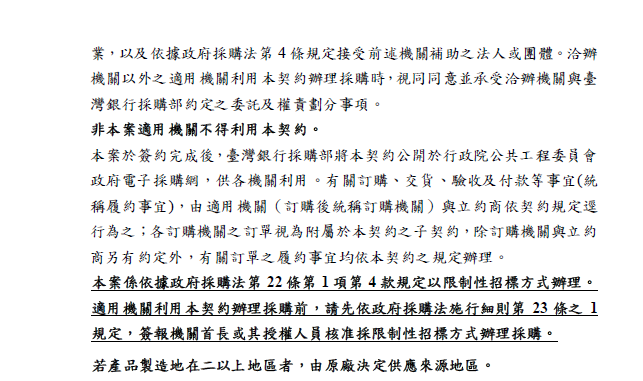 業，以及依據政府採購法第 4 條規定接受前述機關補助之法人或團體。洽辦
機關以外之適用機關利用本契約辦理採購時，視同同意並承受洽辦機關與臺
灣銀行採購部約定之委託及權責劃分事項。
非本案適用機關不得利用本契約。
本案於簽約完成後，臺灣銀行採購部將本契約公開於行政院公共工程委員會
政府電子採購網，供各機關利用。有關訂購、交貨、驗收及付款等事宜(統
稱履約事宜)，由適用機關（訂購後統稱訂購機關）與立約商依契約規定逕
行為之；各訂購機關之訂單視為附屬於本契約之子契約，除訂購機關與立約
商另有約定外，有關訂單之履約事宜均依本契約之規定辦理。
本案係依據政府採購法第 22 條第 1 項第 4 款規定以限制性招標方式辦理。
適用機關利用本契約辦理採購前，請先依政府採購法施行細則第 23 條之 1
規定，簽報機關首長或其授權人員核准採限制性招標方式辦理採購。
若產品製造地在二以上地區者，由原廠決定供應來源地區。